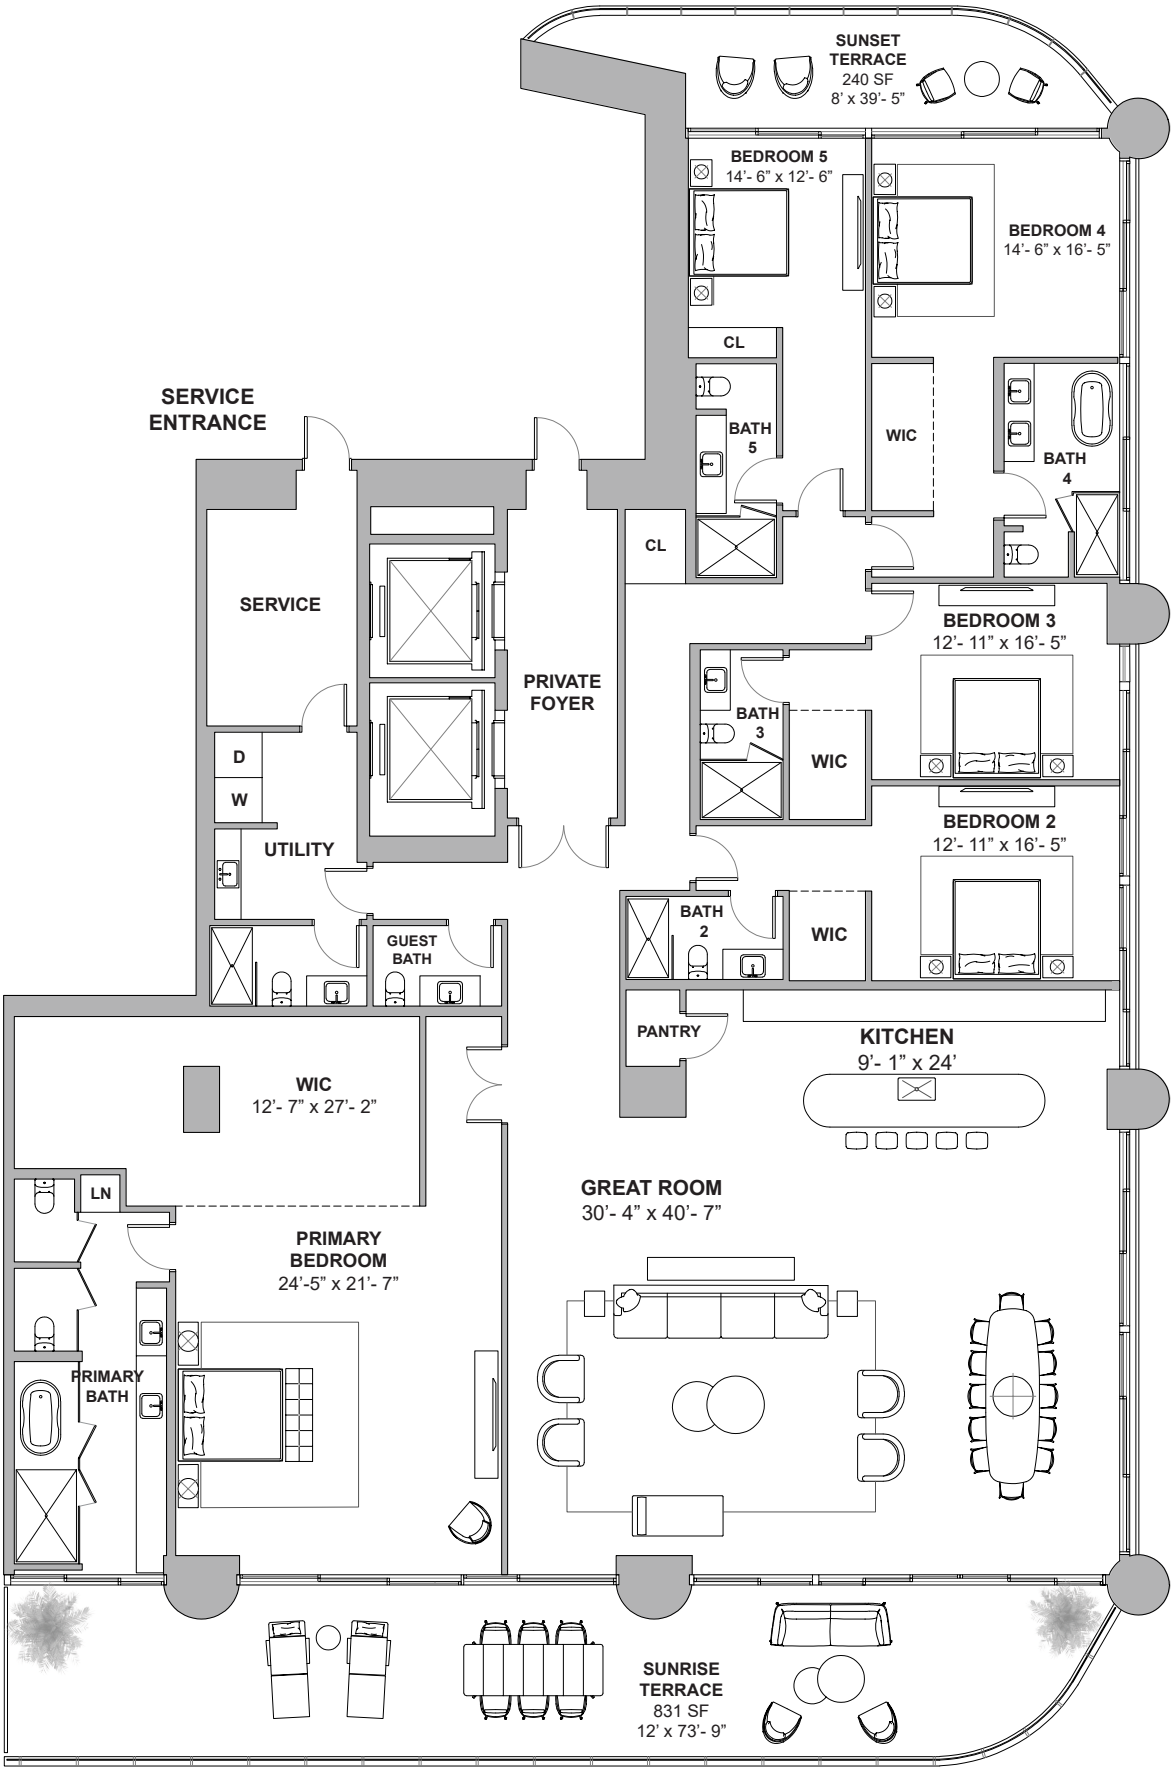 SUNSET
TERRACE
240 SF
8' x 39'- 5”
BEDROOM 5
14'- 6” x 12'- 6”
BEDROOM 4
14'- 6” x 16'- 5”
CL
SERVICE
ENTRANCE
BATH
5
WIC
BATH
4
CL
SERVICE
BEDROOM 3
12'- 11” x 16'- 5”
PRIVATE
FOYER
BATH
3
D
WIC
W
BEDROOM 2
12'- 11” x 16'- 5”
UTILITY
BATH
2
WIC
GUEST
BATH
PANTRY
KITCHEN
9'- 1” x 24'
WIC
12'- 7” x 27'- 2”
LN
GREAT ROOM
30'- 4” x 40'- 7”
PRIMARY
BEDROOM
24'-5” x 21'- 7”
PRIMARY
BATH
SUNRISE
TERRACE
831 SF
12' x 73'- 9”